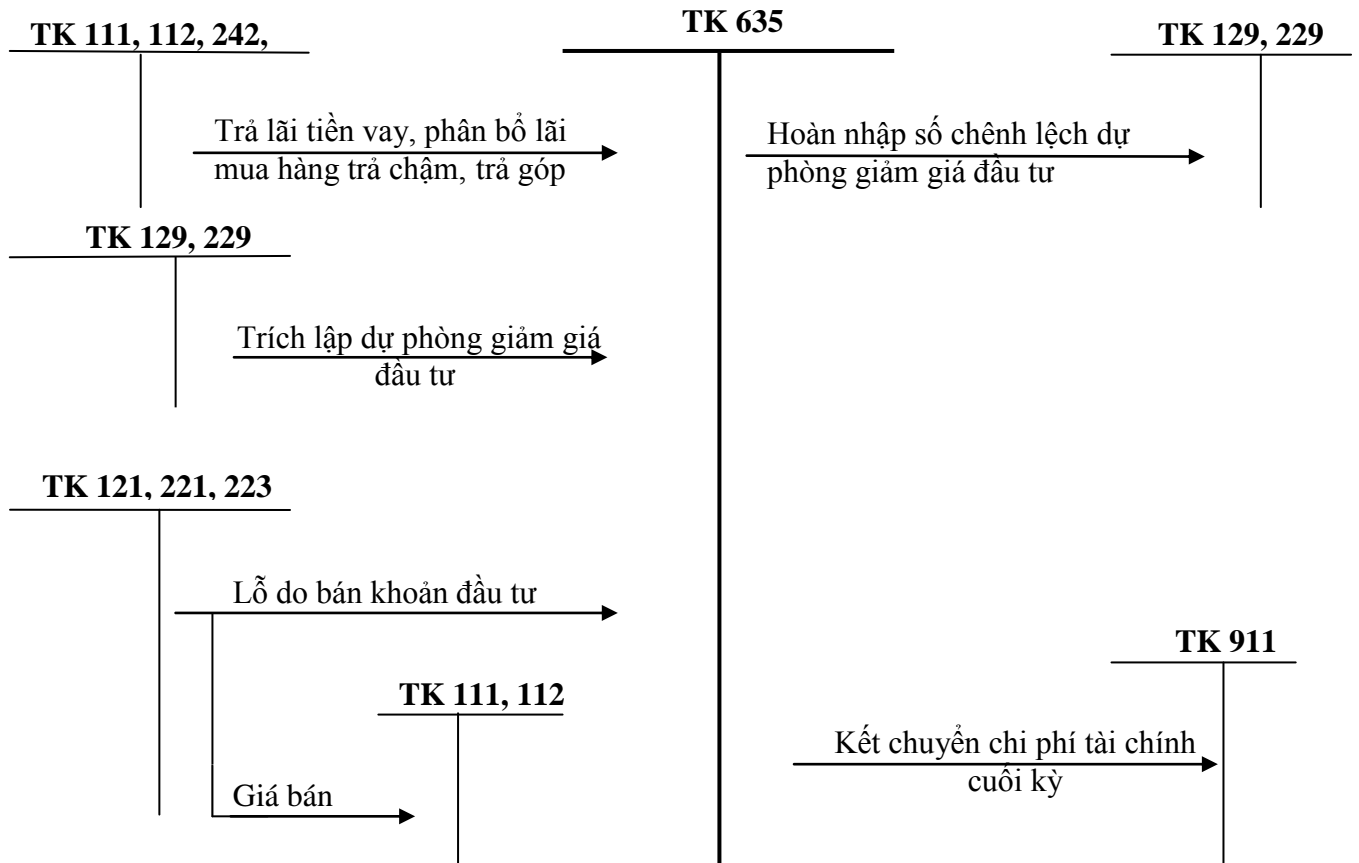 TK 111, 112, 242,
TK 635
TK 129, 229
Trả lãi tiền vay, phân bổ lãi
mua hàng trả chậm, trả góp
Hoàn nhập số chênh lệch dự
phòng giảm giá đầu tư
TK 129, 229
Trích lập dự phòng giảm giá
đầu tư
TK 121, 221, 223
Lỗ do bán khoản đầu tư
TK 111, 112
Giá bán
TK 911
Kết chuyển chi phí tài chính
cuối kỳ